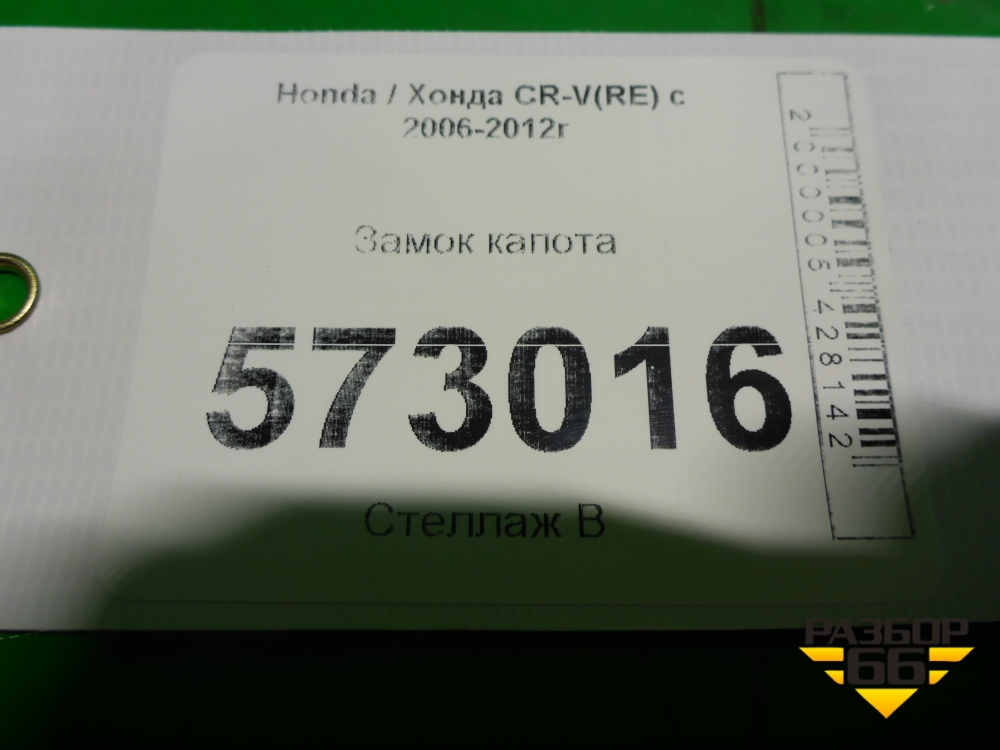 Honda / Хонда CR-V(RE) с
2006-2012г
Замок капота
573016
Стеллаж В
2000005428142
РАЗБОР
66